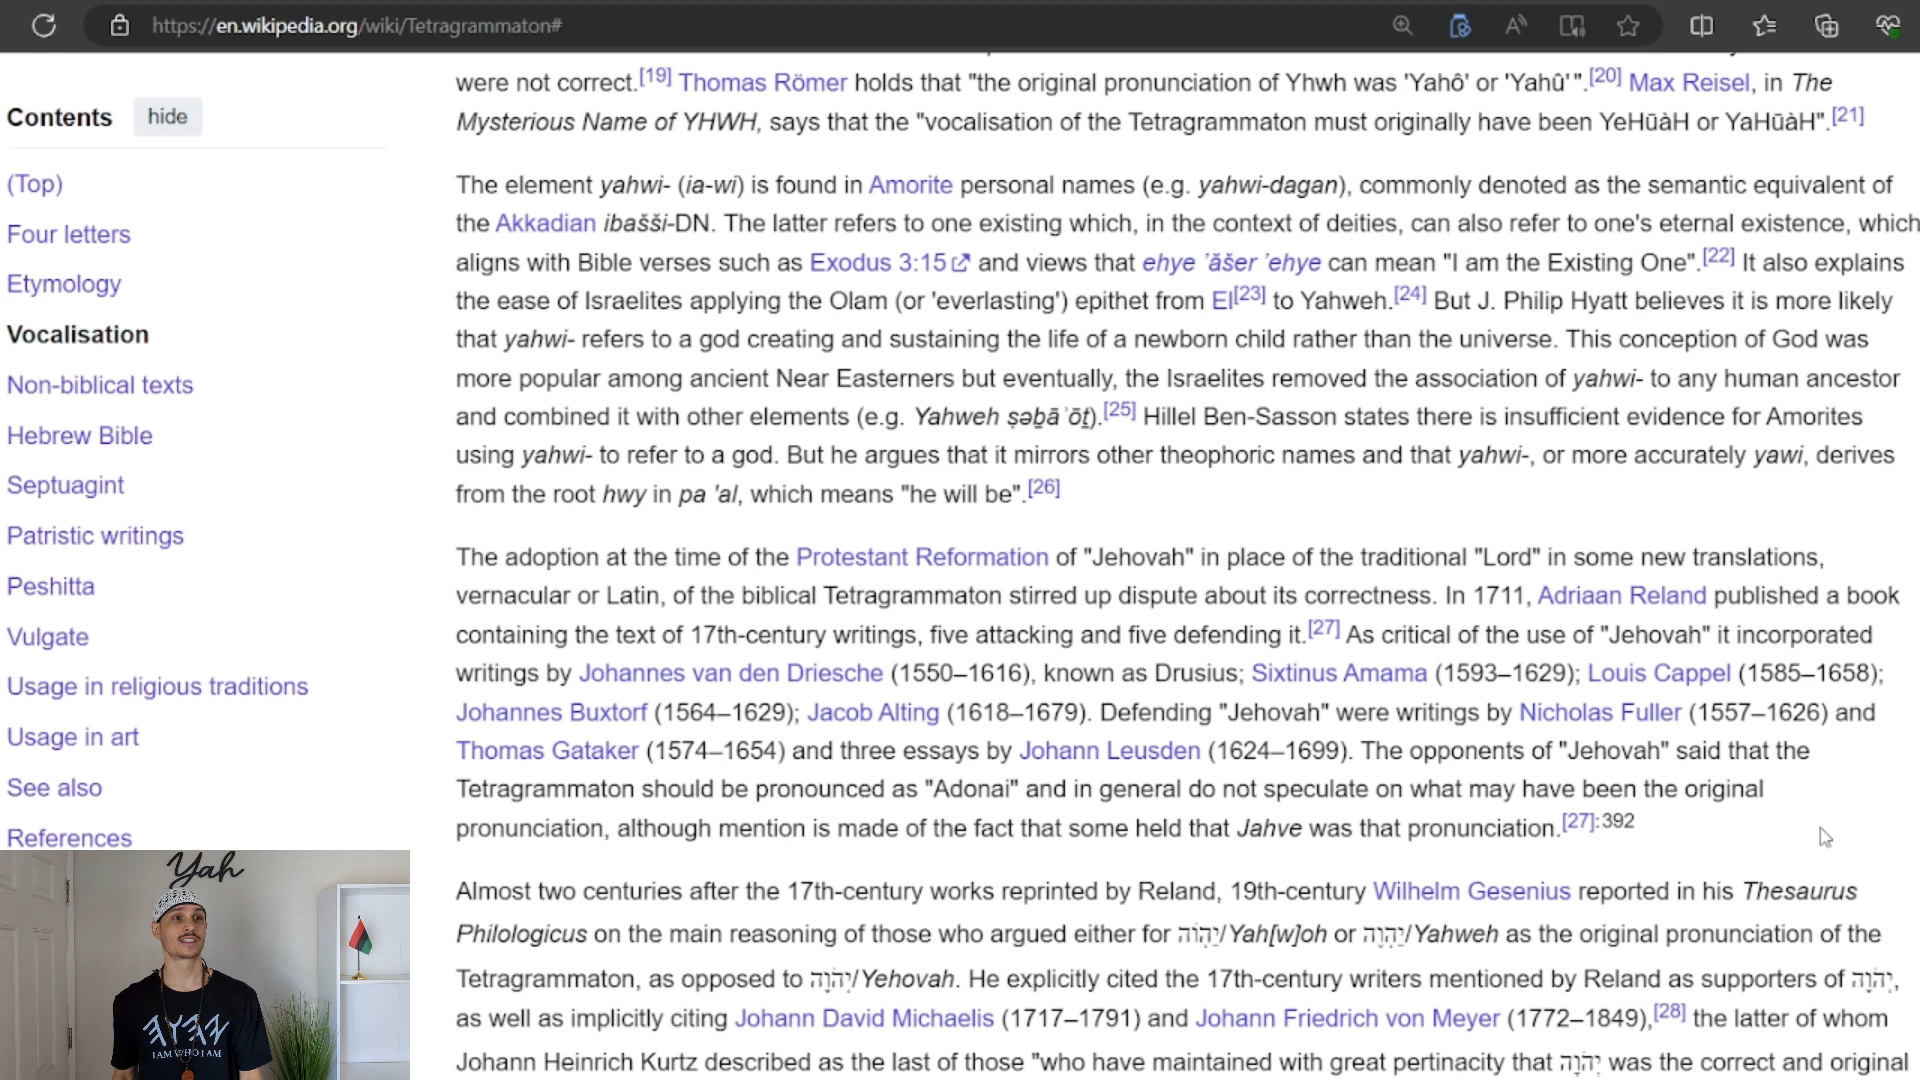 https://en.wikipedia.org/wiki/Tetragrammaton#
Contents hide
(Top)
Four letters
Etymology
Vocalisation
Non-biblical texts
Hebrew Bible
Septuagint
Patristic writings
Peshitta
Vulgate
Usage in religious traditions
Usage in art
See also
References
were not correct.[19] Thomas Römer holds that "the original pronunciation of Yhwh was 'Yahô' or 'Yahû'".[20] Max Reisel, in The
Mysterious Name of YHWH, says that the "vocalisation of the Tetragrammaton must originally have been YeHūàH or YaHūàH".[21]
The element yahwi- (ia-wi) is found in Amorite personal names (e.g. yahwi-dagan), commonly denoted as the semantic equivalent of
the Akkadian ibašši-DN. The latter refers to one existing which, in the context of deities, can also refer to one's eternal existence, which
aligns with Bible verses such as Exodus 3:15 and views that ehye 'ăšer 'ehye can mean "I am the Existing One".[22] It also explains
the ease of Israelites applying the Olam (or 'everlasting') epithet from El[23] to Yahweh.[24] But J. Philip Hyatt believes it is more likely
that yahwi- refers to a god creating and sustaining the life of a newborn child rather than the universe. This conception of God was
more popular among ancient Near Easterners but eventually, the Israelites removed the association of yahwi- to any human ancestor
and combined it with other elements (e.g. Yahweh ṣəḇāʾōṯ).[25] Hillel Ben-Sasson states there is insufficient evidence for Amorites
using yahwi- to refer to a god. But he argues that it mirrors other theophoric names and that yahwi-, or more accurately yawi, derives
from the root hwy in pa 'al, which means "he will be".[26]
The adoption at the time of the Protestant Reformation of "Jehovah" in place of the traditional "Lord" in some new translations,
vernacular or Latin, of the biblical Tetragrammaton stirred up dispute about its correctness. In 1711, Adriaan Reland published a book
containing the text of 17th-century writings, five attacking and five defending it.[27] As critical of the use of "Jehovah" it incorporated
writings by Johannes van den Driesche (1550–1616), known as Drusius; Sixtinus Amama (1593–1629); Louis Cappel (1585–1658);
Johannes Buxtorf (1564–1629); Jacob Alting (1618–1679). Defending "Jehovah" were writings by Nicholas Fuller (1557–1626) and
Thomas Gataker (1574–1654) and three essays by Johann Leusden (1624–1699). The opponents of "Jehovah" said that the
Tetragrammaton should be pronounced as "Adonai" and in general do not speculate on what may have been the original
pronunciation, although mention is made of the fact that some held that Jahve was that pronunciation.[27]:392
Almost two centuries after the 17th-century works reprinted by Reland, 19th-century Wilhelm Gesenius reported in his Thesaurus
Philologicus on the main reasoning of those who argued either for יַהְוֹה/Yah[w]oh or יַהְוֶה/Yahweh as the original pronunciation of the
Tetragrammaton, as opposed to יְהֹוָה/Yehovah. He explicitly cited the 17th-century writers mentioned by Reland as supporters of יְהֹוָה,
as well as implicitly citing Johann David Michaelis (1717–1791) and Johann Friedrich von Meyer (1772–1849),[28] the latter of whom
Johann Heinrich Kurtz described as the last of those "who have maintained with great pertinacity that יְהֹוָה was the correct and original
Yah
𐤉𐤄𐤅𐤄
I AM WHO I AM